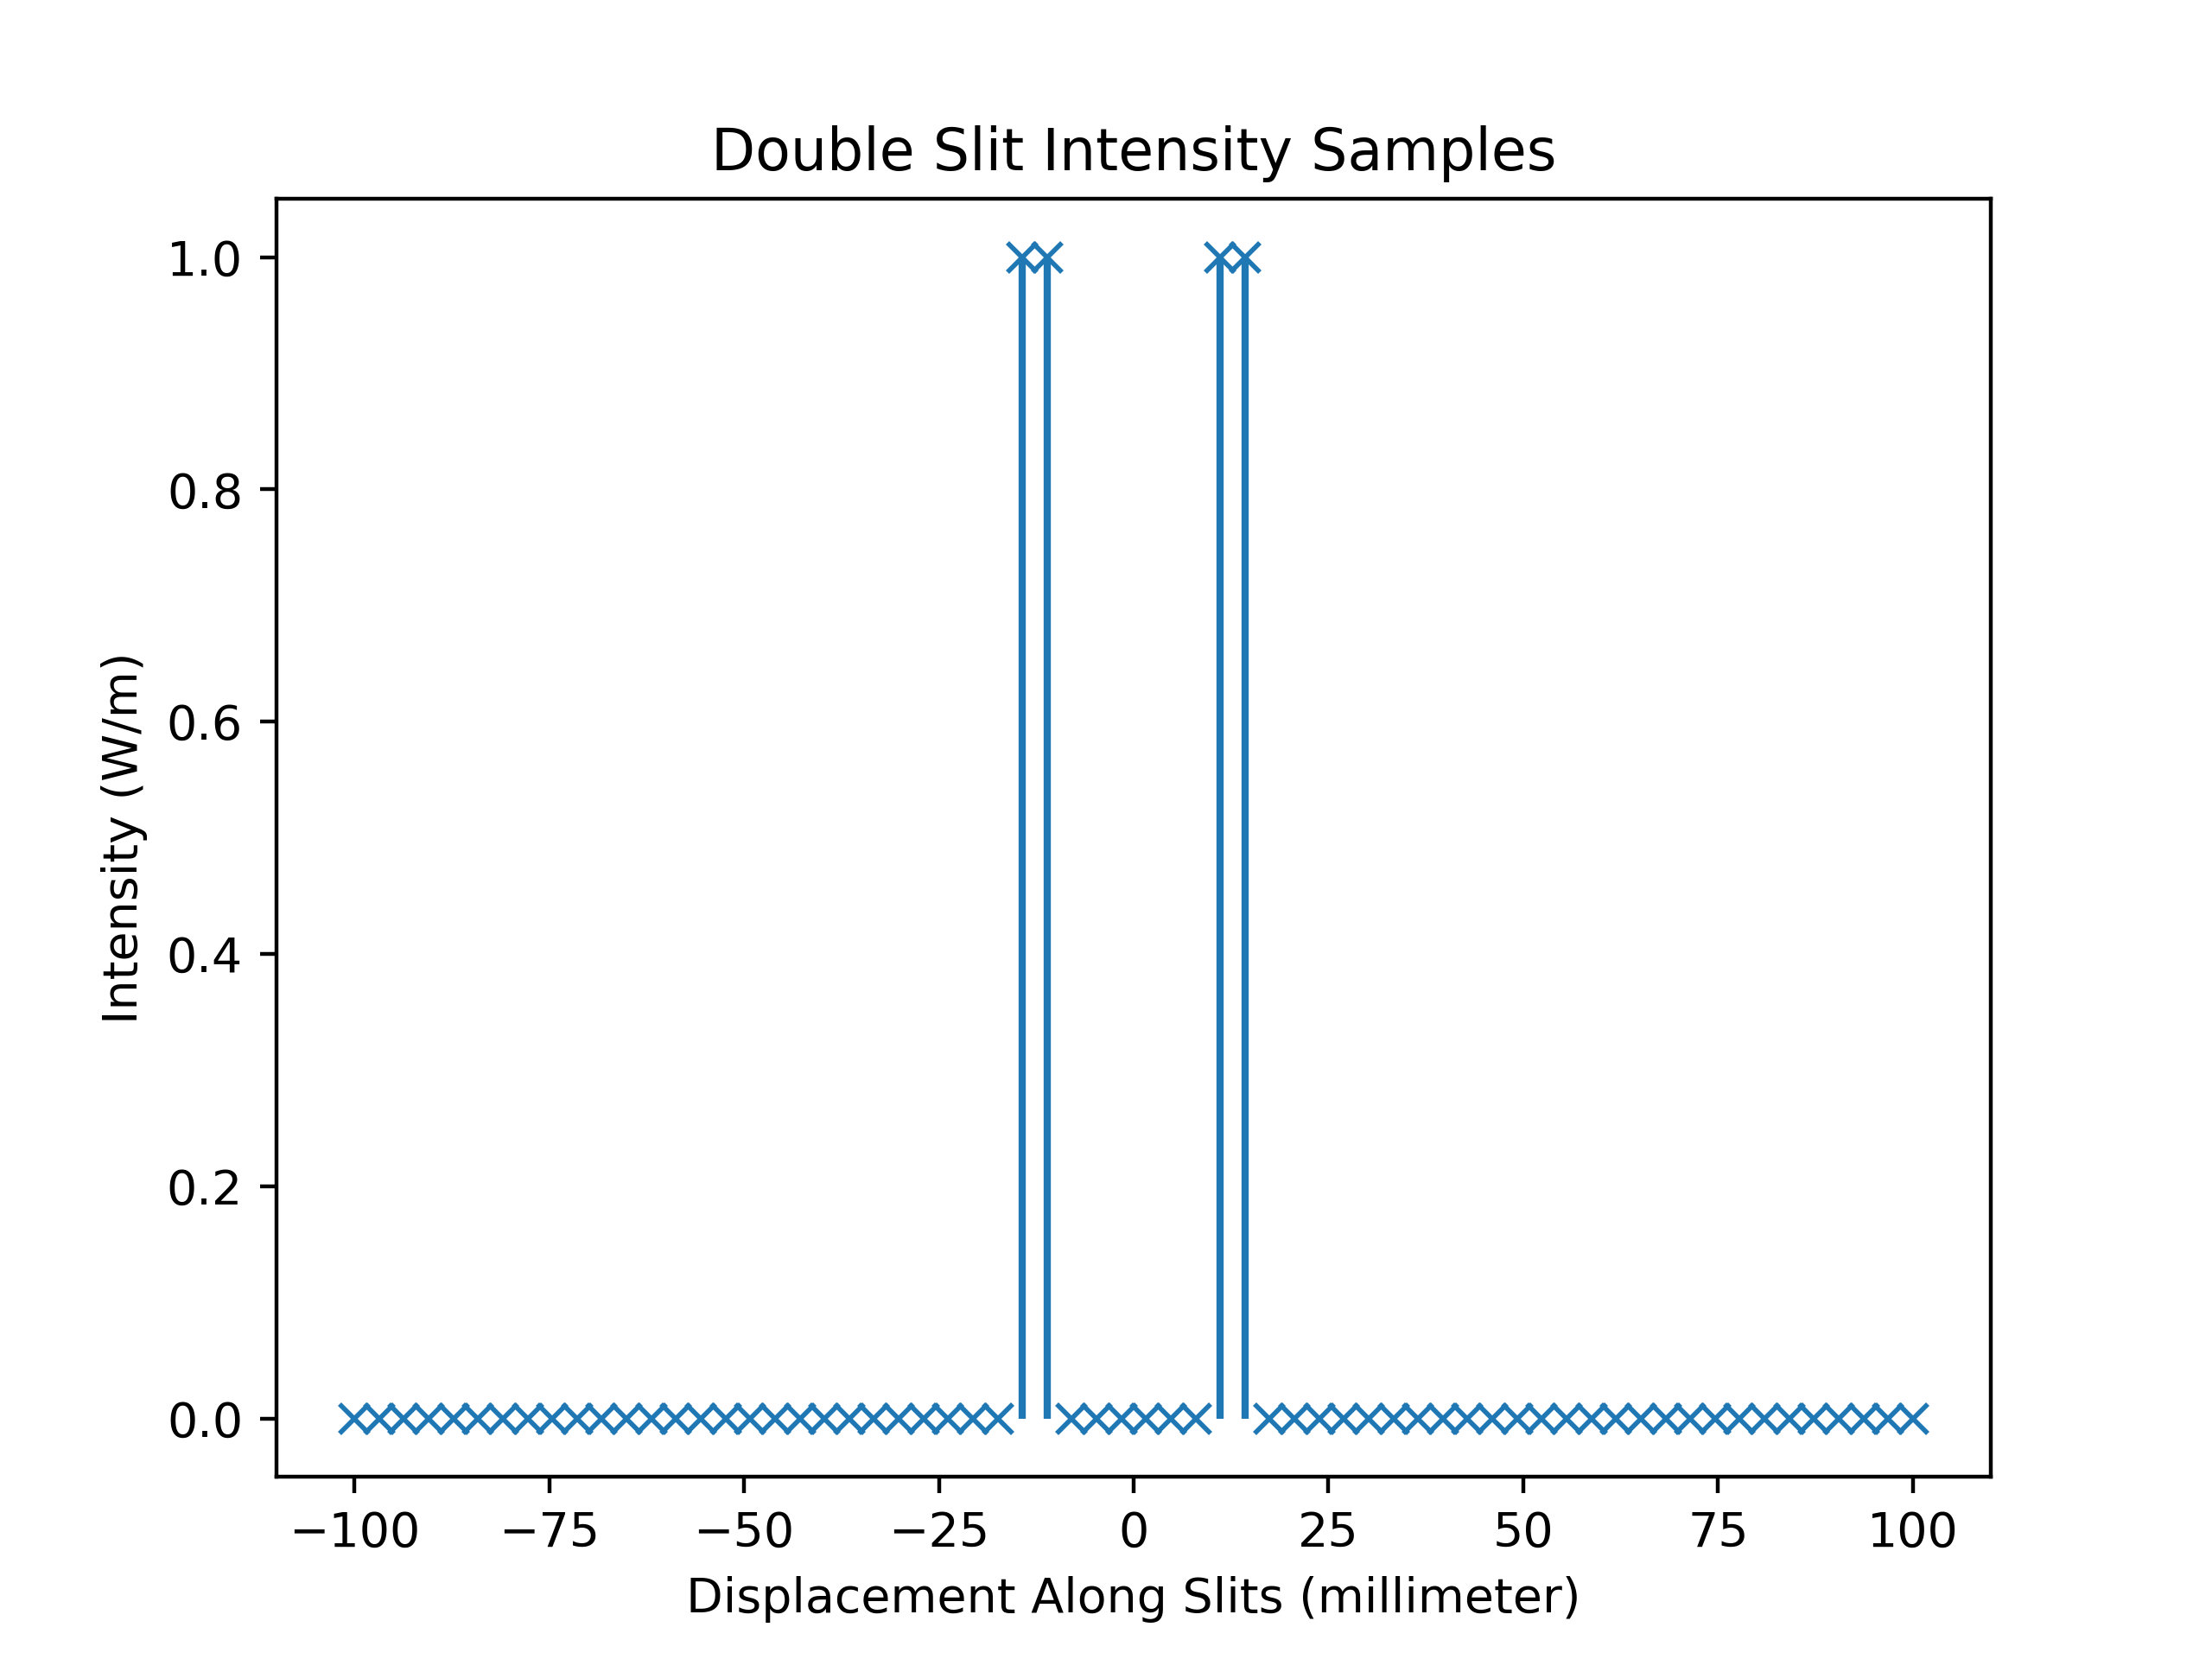 Double Slit Intensity Samples
1.0
0.8
0.6
0.4
0.2
0.0
Intensity (W/m)
−100 −75 −50 −25 0 25 50 75 100
Displacement Along Slits (millimeter)